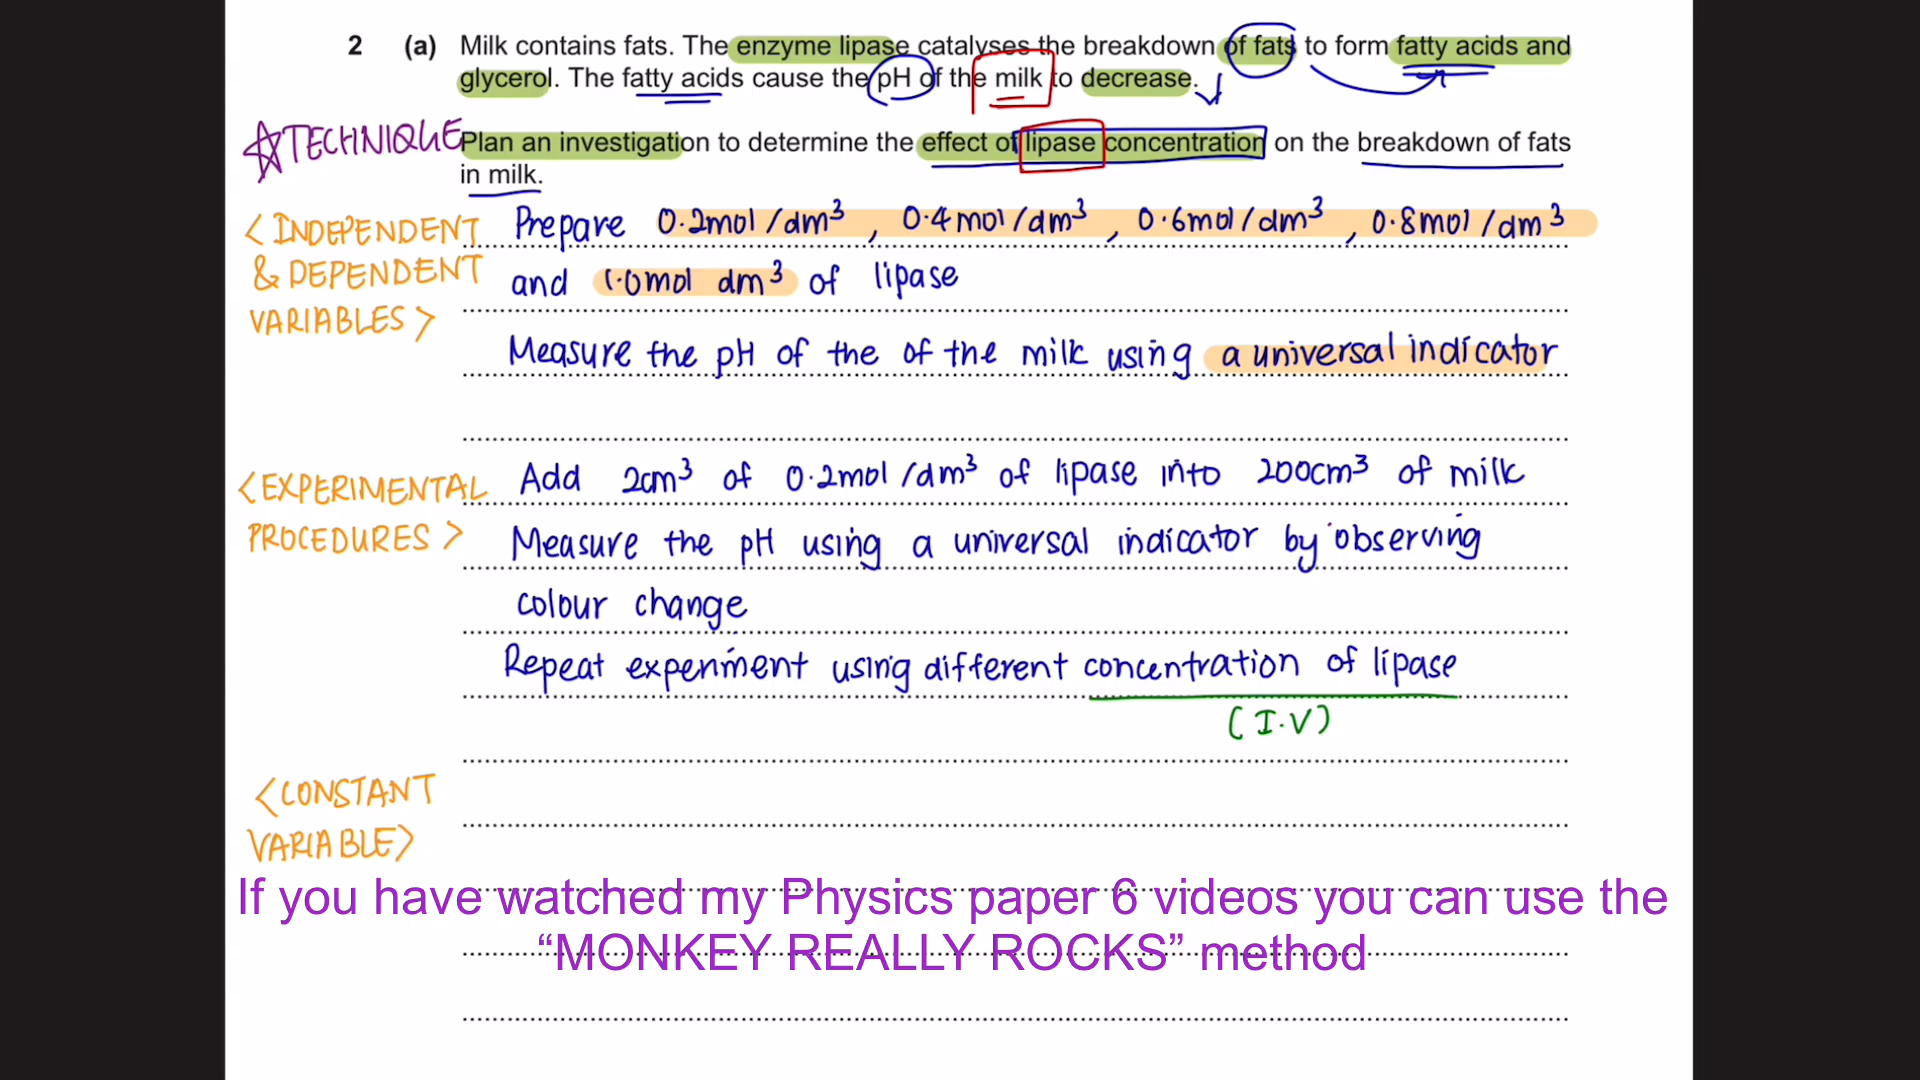 2 (a) Milk contains fats. The enzyme lipase catalyses the breakdown of fats to form fatty acids and
glycerol. The fatty acids cause the pH of the milk to decrease.
☆TECHNIQUE
Plan an investigation to determine the effect of lipase concentration on the breakdown of fats
in milk.
<INDEPENDENT
& DEPENDENT
VARIABLES>
Prepare 0.2mol/dm³, 0.4mol/dm³, 0.6mol/dm³, 0.8mol/dm³
and 1.0mol dm³ of lipase
Measure the pH of the of the milk using a universal indicator
<EXPERIMENTAL
PROCEDURES>
Add 2cm³ of 0.2mol/dm³ of lipase into 200cm³ of milk
Measure the pH using a universal indicator by observing
colour change
Repeat experiment using different concentration of lipase
(I.V)
<CONSTANT
VARIABLE>
If you have watched my Physics paper 6 videos you can use the
“MONKEY REALLY ROCKS” method